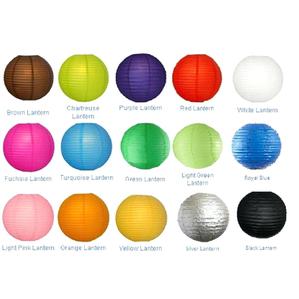 Brown Lantern
Chartreuse
Lantern
Purple Lantern
Red Lantern
White Lantern
Fuchsia Lantern
Turquoise Lantern
Green Lantern
Light Green
Lantern
Royal Blue
Light Pink Lantern
Orange Lantern
Yellow Lantern
Silver Lantern
Black Lantern